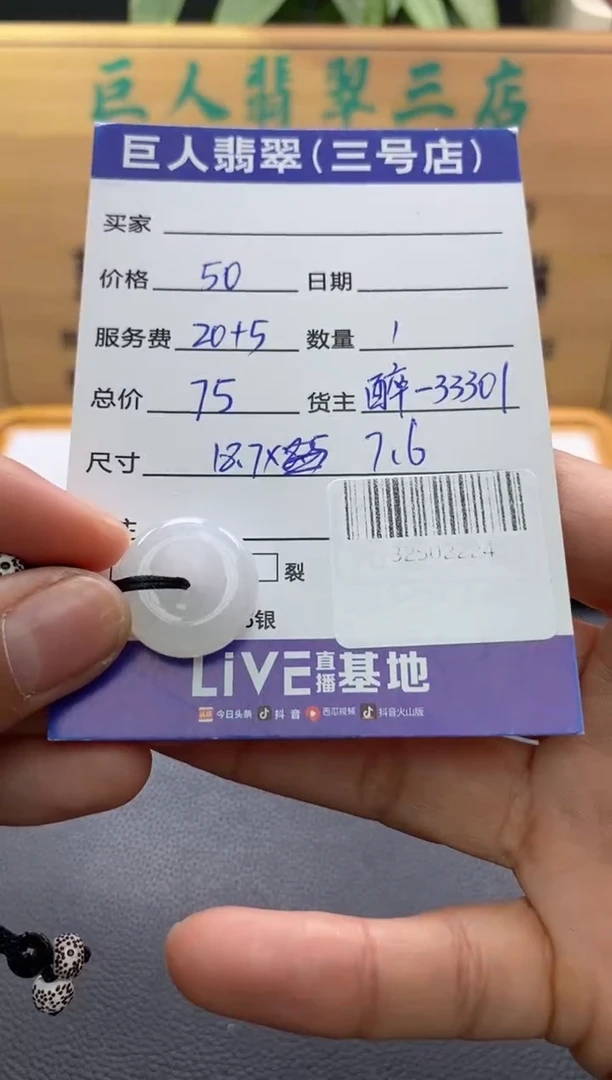 巨人翡翠三店
巨人翡翠(三号店)
买家
价格 50 日期
服务费 20+5 数量 1
总价 75 货主 醉-33301
尺寸 18.7× 7.6
裂
银
32502224
LiVE直播基地
今日头条 抖音 西瓜视频 抖音火山版